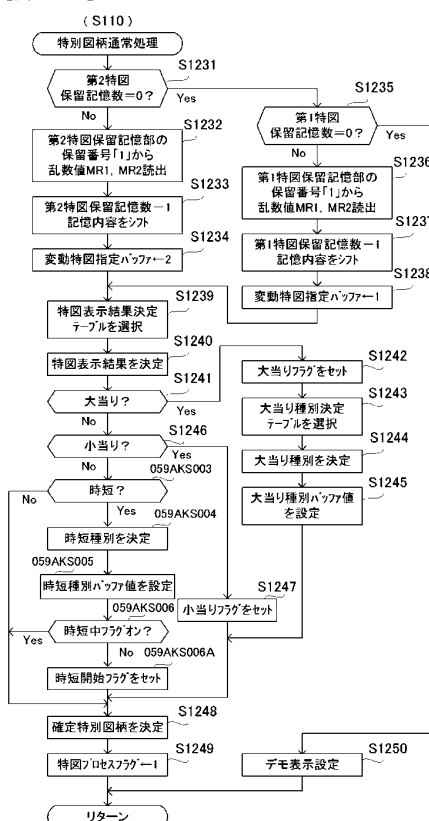 (S110)
特別図柄通常処理
S1231
第2特図
保留記憶数=0?
Yes
No
S1232
第2特図保留記憶部の
保留番号「1」から
乱数値MR1, MR2読出
S1233
第2特図保留記憶数-1
記憶内容をシフト
S1234
変動特図指定バッファ←2
S1235
第1特図
保留記憶数=0?
Yes
No
S1236
第1特図保留記憶部の
保留番号「1」から
乱数値MR1, MR2読出
S1237
第1特図保留記憶数-1
記憶内容をシフト
S1238
変動特図指定バッファ←1
S1239
特図表示結果決定
テーブルを選択
S1240
特図表示結果を決定
S1241
大当り?
Yes
No
S1242
大当りフラグをセット
S1243
大当り種別決定
テーブルを選択
S1244
大当り種別を決定
S1245
大当り種別バッファ値
を設定
S1246
小当り?
Yes
No
059AKS003
時短?
No
Yes
059AKS004
時短種別を決定
059AKS005
時短種別バッファ値を設定
059AKS006
時短中フラグオン?
Yes
No
059AKS006A
時短開始フラグをセット
S1247
小当りフラグをセット
S1248
確定特別図柄を決定
S1249
特図プロセスフラグ←1
S1250
デモ表示設定
リターン